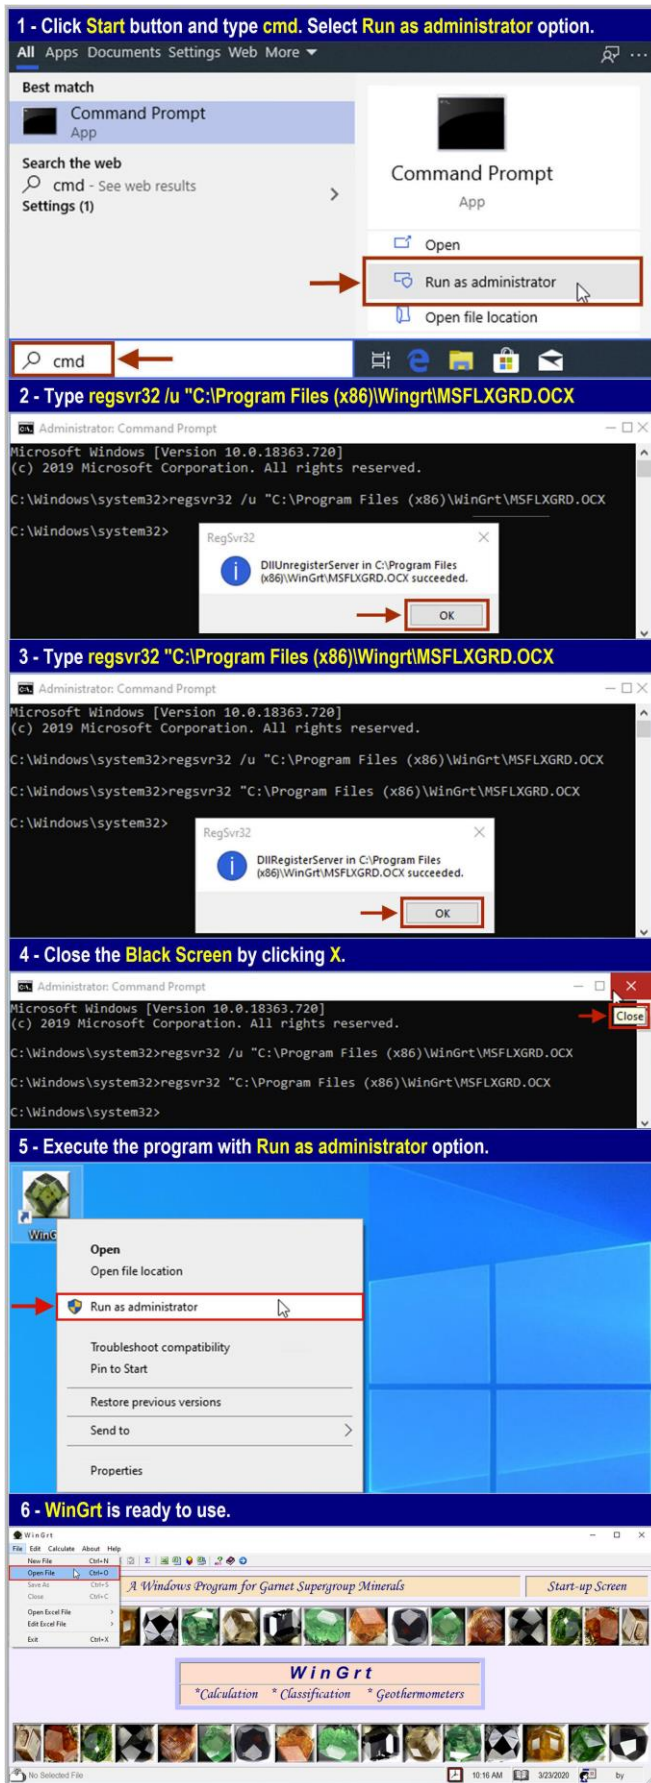 1 - Click Start button and type cmd. Select Run as administrator option.
All Apps Documents Settings Web More
Best match
Command Prompt
App
Search the web
cmd - See web results
Settings (1)
Command Prompt
App
Open
Run as administrator
Open file location
cmd
2 - Type regsvr32 /u "C:\Program Files (x86)\Wingrt\MSFLXGRD.OCX
Administrator: Command Prompt
Microsoft Windows [Version 10.0.18363.720]
(c) 2019 Microsoft Corporation. All rights reserved.
C:\Windows\system32>regsvr32 /u "C:\Program Files (x86)\WinGrt\MSFLXGRD.OCX
C:\Windows\system32>
RegSvr32
DllUnregisterServer in C:\Program Files
(x86)\WinGrt\MSFLXGRD.OCX succeeded.
OK
3 - Type regsvr32 "C:\Program Files (x86)\Wingrt\MSFLXGRD.OCX
Administrator: Command Prompt
Microsoft Windows [Version 10.0.18363.720]
(c) 2019 Microsoft Corporation. All rights reserved.
C:\Windows\system32>regsvr32 /u "C:\Program Files (x86)\WinGrt\MSFLXGRD.OCX
C:\Windows\system32>regsvr32 "C:\Program Files (x86)\WinGrt\MSFLXGRD.OCX
C:\Windows\system32>
RegSvr32
DllRegisterServer in C:\Program Files
(x86)\WinGrt\MSFLXGRD.OCX succeeded.
OK
4 - Close the Black Screen by clicking X.
Administrator: Command Prompt
Microsoft Windows [Version 10.0.18363.720]
(c) 2019 Microsoft Corporation. All rights reserved.
Close
C:\Windows\system32>regsvr32 /u "C:\Program Files (x86)\WinGrt\MSFLXGRD.OCX
C:\Windows\system32>regsvr32 "C:\Program Files (x86)\WinGrt\MSFLXGRD.OCX
C:\Windows\system32>
5 - Execute the program with Run as administrator option.
WinG
Open
Open file location
Run as administrator
Troubleshoot compatibility
Pin to Start
Restore previous versions
Send to
Properties
6 - WinGrt is ready to use.
WinGrt
File Edit Calculate About Help
New File Ctrl+N
Open File Ctrl+O
Save As Ctrl+S
Close Ctrl+C
Open Excel File
Edit Excel File
Exit Ctrl+X
A Windows Program for Garnet Supergroup Minerals
Start-up Screen
WinGrt
*Calculation * Classification * Geothermometers
No Selected File
10:16 AM 3/23/2020 by